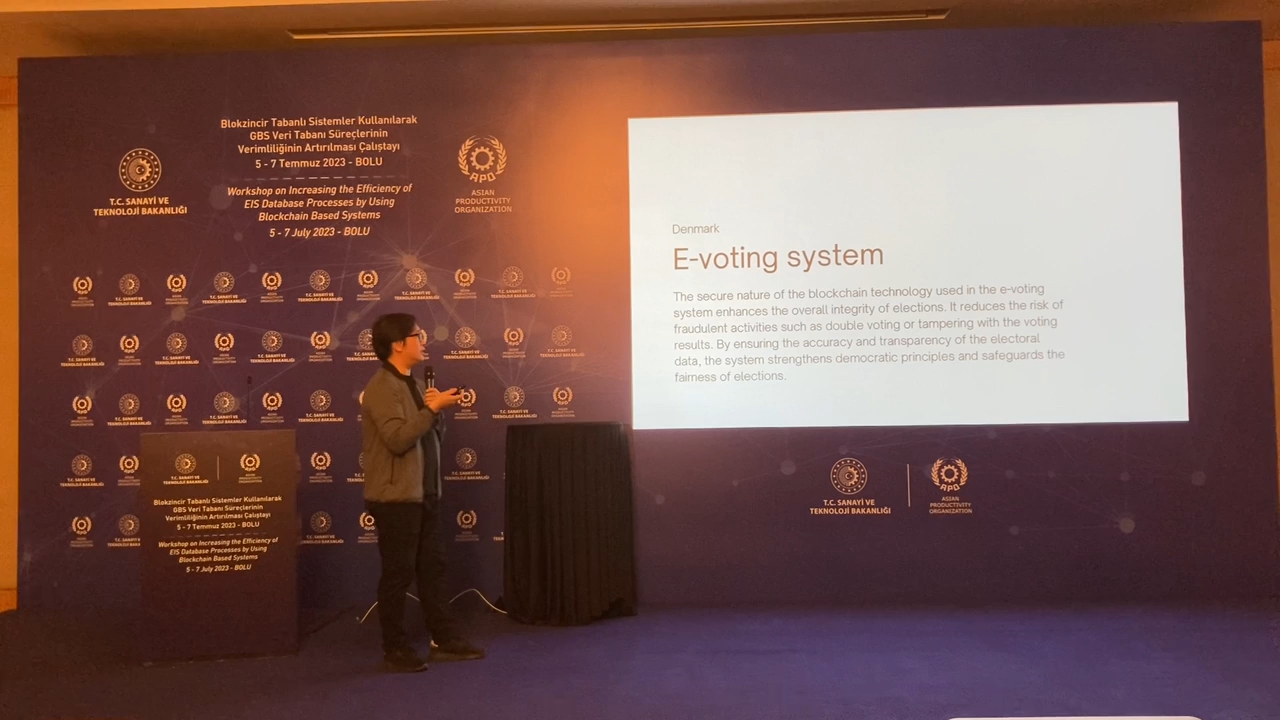 Blokzincir Tabanlı Sistemler Kullanılarak
GBS Veri Tabanı Süreçlerinin
Verimliliğinin Artırılması Çalıştayı
5 - 7 Temmuz 2023 - BOLU
Workshop on Increasing the Efficiency of
EIS Database Processes by Using
Blockchain Based Systems
5 - 7 July 2023 - BOLU
T.C. SANAYİ VE
TEKNOLOJİ BAKANLIĞI
APO
ASIAN
PRODUCTIVITY
ORGANIZATION
Denmark
E-voting system
The secure nature of the blockchain technology used in the e-voting
system enhances the overall integrity of elections. It reduces the risk of
fraudulent activities such as double voting or tampering with the voting
results. By ensuring the accuracy and transparency of the electoral
data, the system strengthens democratic principles and safeguards the
fairness of elections.
T.C. SANAYİ VE
TEKNOLOJİ BAKANLIĞI
APO
ASIAN
PRODUCTIVITY
ORGANIZATION
Blokzincir Tabanlı Sistemler Kullanılarak
GBS Veri Tabanı Süreçlerinin
Verimliliğinin Artırılması Çalıştayı
5 - 7 Temmuz 2023 - BOLU
Workshop on Increasing the Efficiency of
EIS Database Processes by Using
Blockchain Based Systems
5 - 7 July 2023 - BOLU